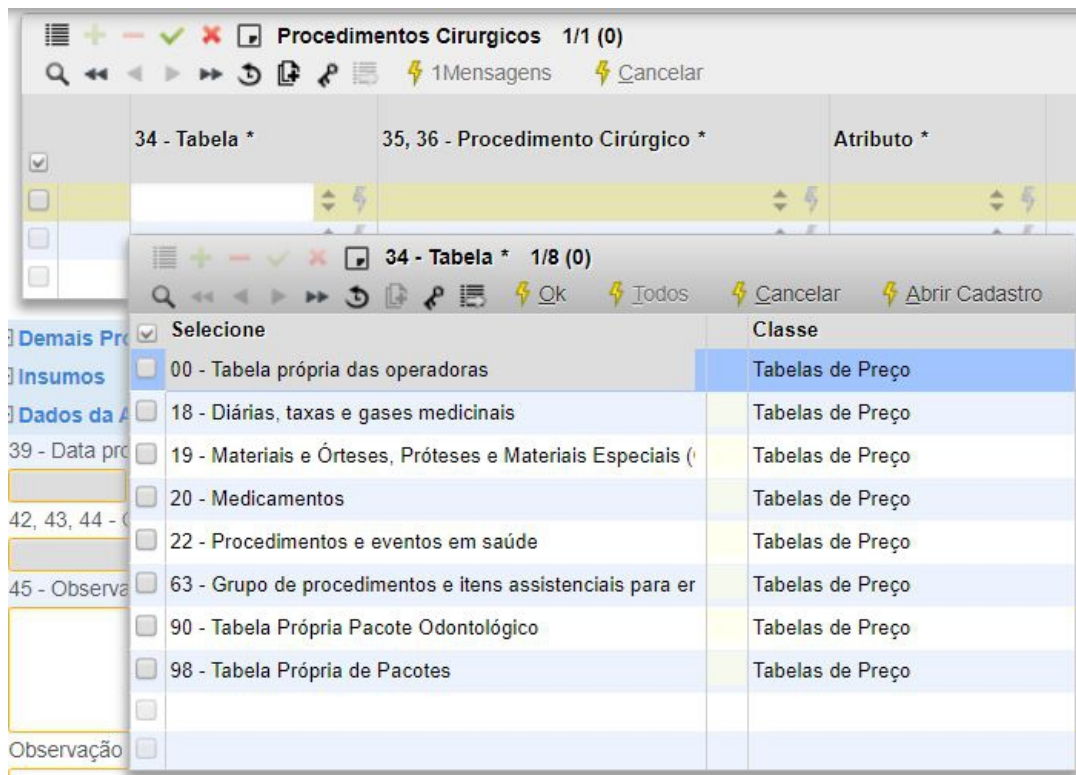 Procedimentos Cirurgicos 1/1 (0)
1Mensagens Cancelar
34 - Tabela * 35, 36 - Procedimento Cirúrgico * Atributo *
34 - Tabela * 1/8 (0)
Ok Todos Cancelar Abrir Cadastro
Selecione Classe
00 - Tabela própria das operadoras Tabelas de Preço
18 - Diárias, taxas e gases medicinais Tabelas de Preço
19 - Materiais e Órteses, Próteses e Materiais Especiais ( Tabelas de Preço
20 - Medicamentos Tabelas de Preço
22 - Procedimentos e eventos em saúde Tabelas de Preço
63 - Grupo de procedimentos e itens assistenciais para er Tabelas de Preço
90 - Tabela Própria Pacote Odontológico Tabelas de Preço
98 - Tabela Própria de Pacotes Tabelas de Preço
Demais Pro
Insumos
Dados da A
39 - Data pro
42, 43, 44 -
45 - Observa
Observação